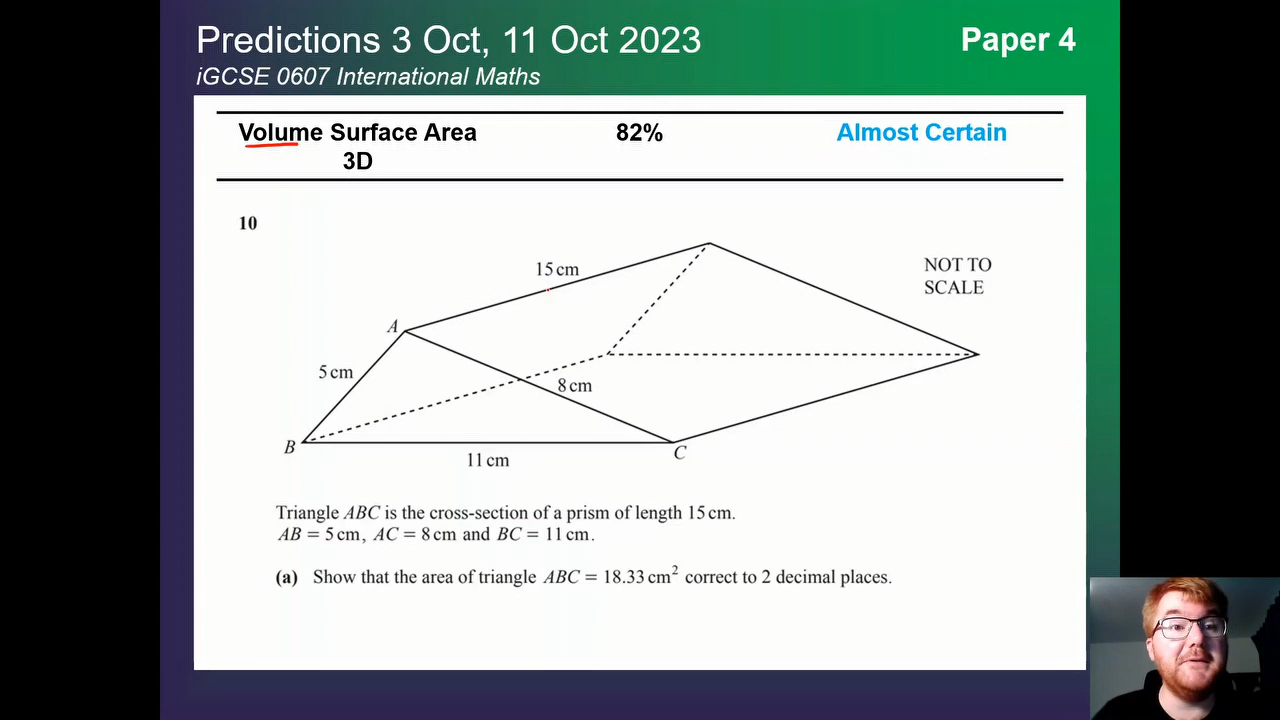 Predictions 3 Oct, 11 Oct 2023
Paper 4
iGCSE 0607 International Maths
Volume Surface Area 82% Almost Certain
3D
10
15 cm
NOT TO
SCALE
A
5 cm
8 cm
B
C
11 cm
Triangle ABC is the cross-section of a prism of length 15 cm.
AB = 5 cm, AC = 8 cm and BC = 11 cm.
(a) Show that the area of triangle ABC = 18.33 cm² correct to 2 decimal places.